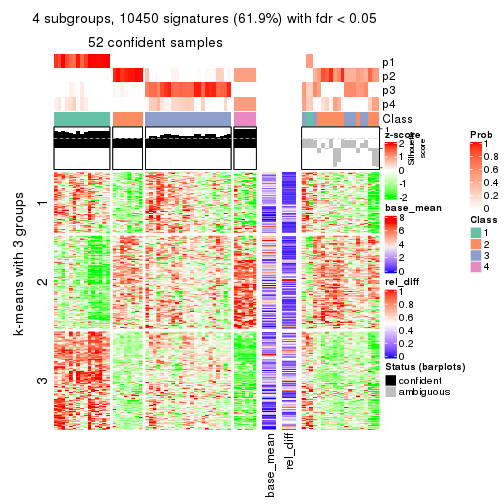 4 subgroups, 10450 signatures (61.9%) with fdr < 0.05
52 confident samples
p1
p2
p3
p4
Class
1
Silhouette
score
k-means with 3 groups
1
2
3
base_mean
rel_diff
z-score
2
1
0
-1
-2
base_mean
8
6
4
2
0
rel_diff
1
0.8
0.6
0.4
0.2
0
Status (barplots)
confident
ambiguous
Prob
1
0.8
0.6
0.4
0.2
0
Class
1
2
3
4